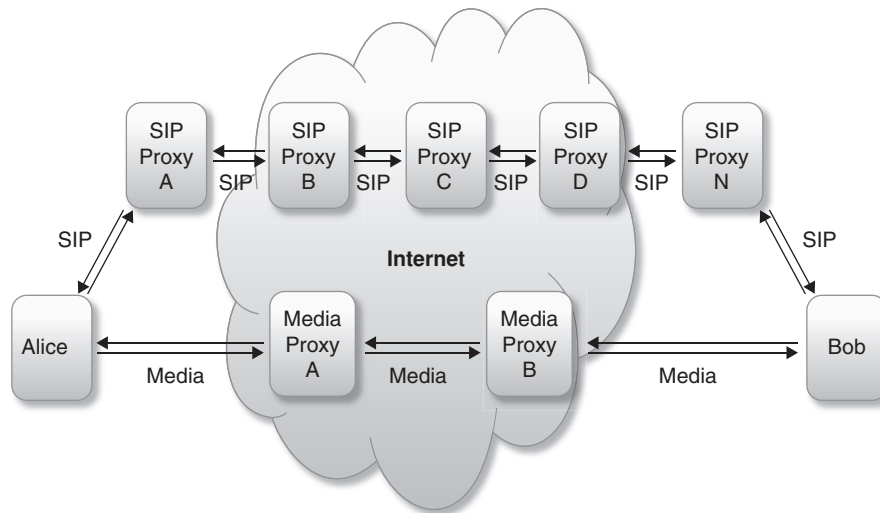 SIP
Proxy
A
SIP
Proxy
B
SIP
Proxy
C
SIP
Proxy
D
SIP
Proxy
N
SIP
SIP
SIP
SIP
SIP
SIP
Internet
Alice
Media
Proxy
A
Media
Proxy
B
Bob
Media
Media
Media